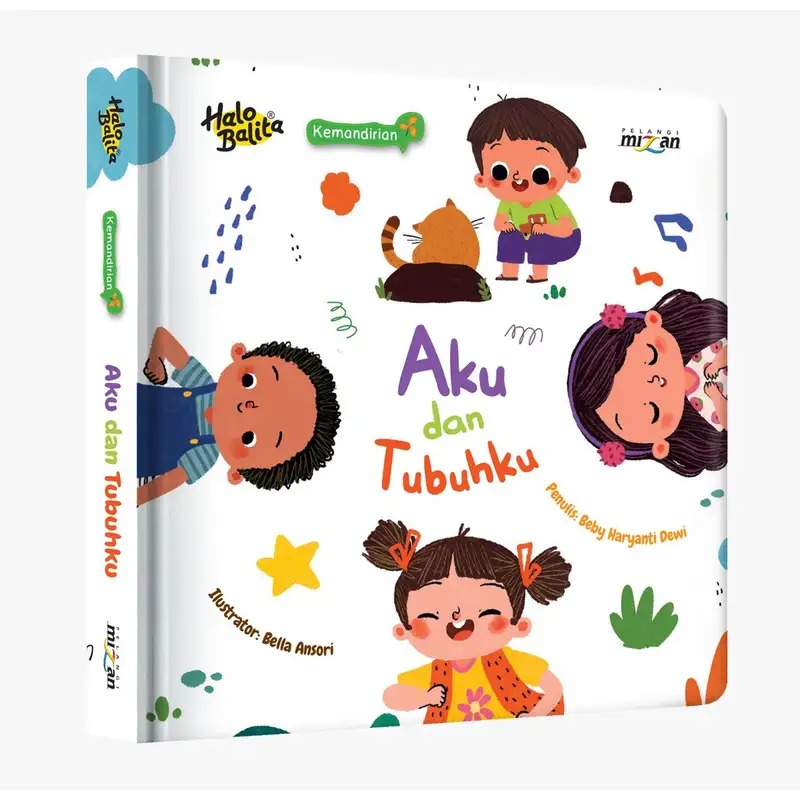 Halo
Balita®
Kemandirian
PELANGI
mizan
Aku
dan
Tubuhku
Penulis: Beby Haryanti Dewi
Ilustrator: Bella Ansori
Halo
Balita®
Kemandirian
Aku dan Tubuhku
PELANGI
mizan